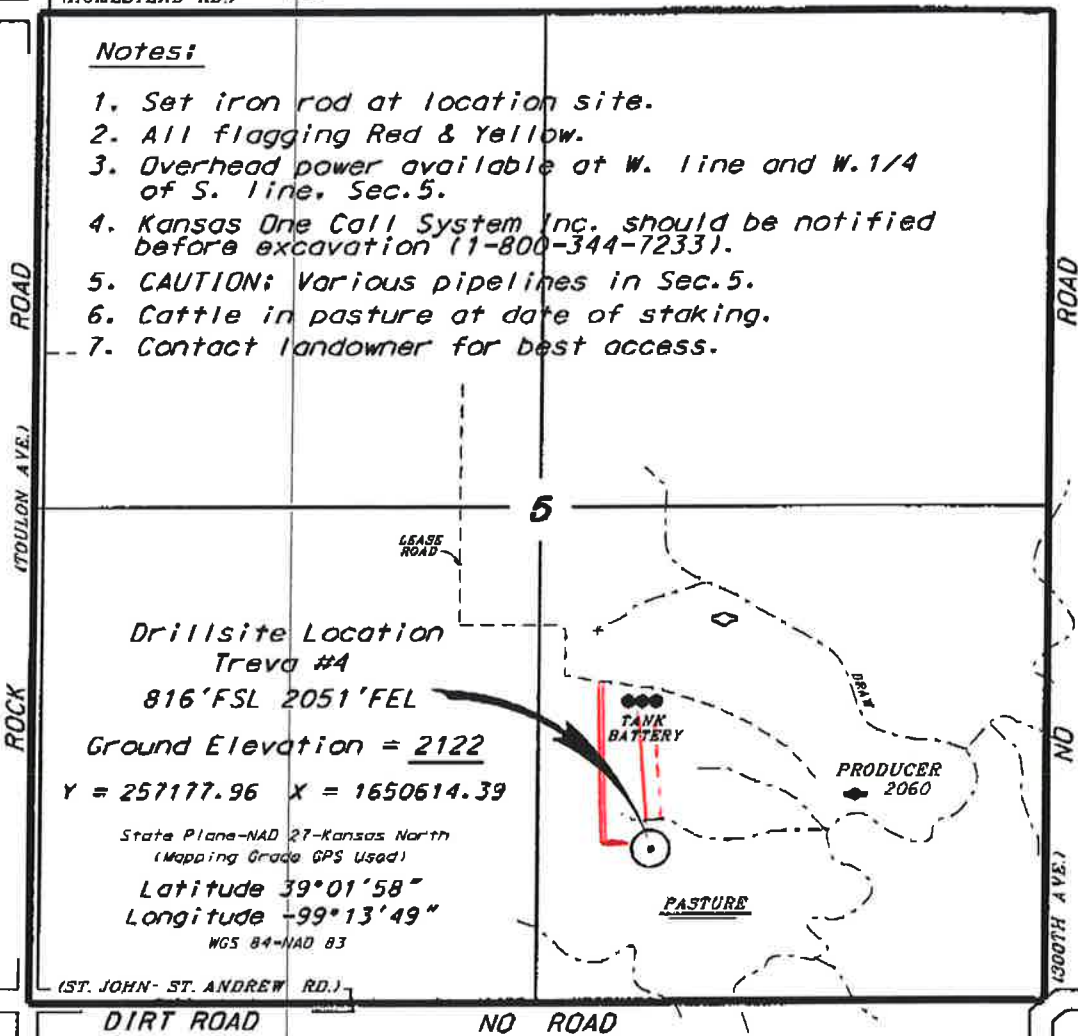 Notes:
1. Set iron rod at location site.
2. All flagging Red & Yellow.
3. Overhead power available at W. line and W.1/4
of S. line. Sec.5.
4. Kansas One Call System Inc. should be notified
before excavation (1-800-344-7233).
5. CAUTION: Various pipelines in Sec.5.
6. Cattle in pasture at date of staking.
7. Contact landowner for best access.
ROAD
ROAD
(TOULON AVE.)
5
LEASE
ROAD
Drillsite Location
Treva #4
816'FSL 2051'FEL
Ground Elevation = 2122
Y = 257177.96 X = 1650614.39
State Plane-NAD 27-Kansas North
(Mapping Grade GPS Used)
Latitude 39°01'58"
Longitude -99°13'49"
WGS 84-NAD 83
TANK
BATTERY
DRAW
PRODUCER
2060
PASTURE
ROCK
NO
(300TH AVE.)
(ST. JOHN- ST. ANDREW RD.)
DIRT ROAD
NO ROAD